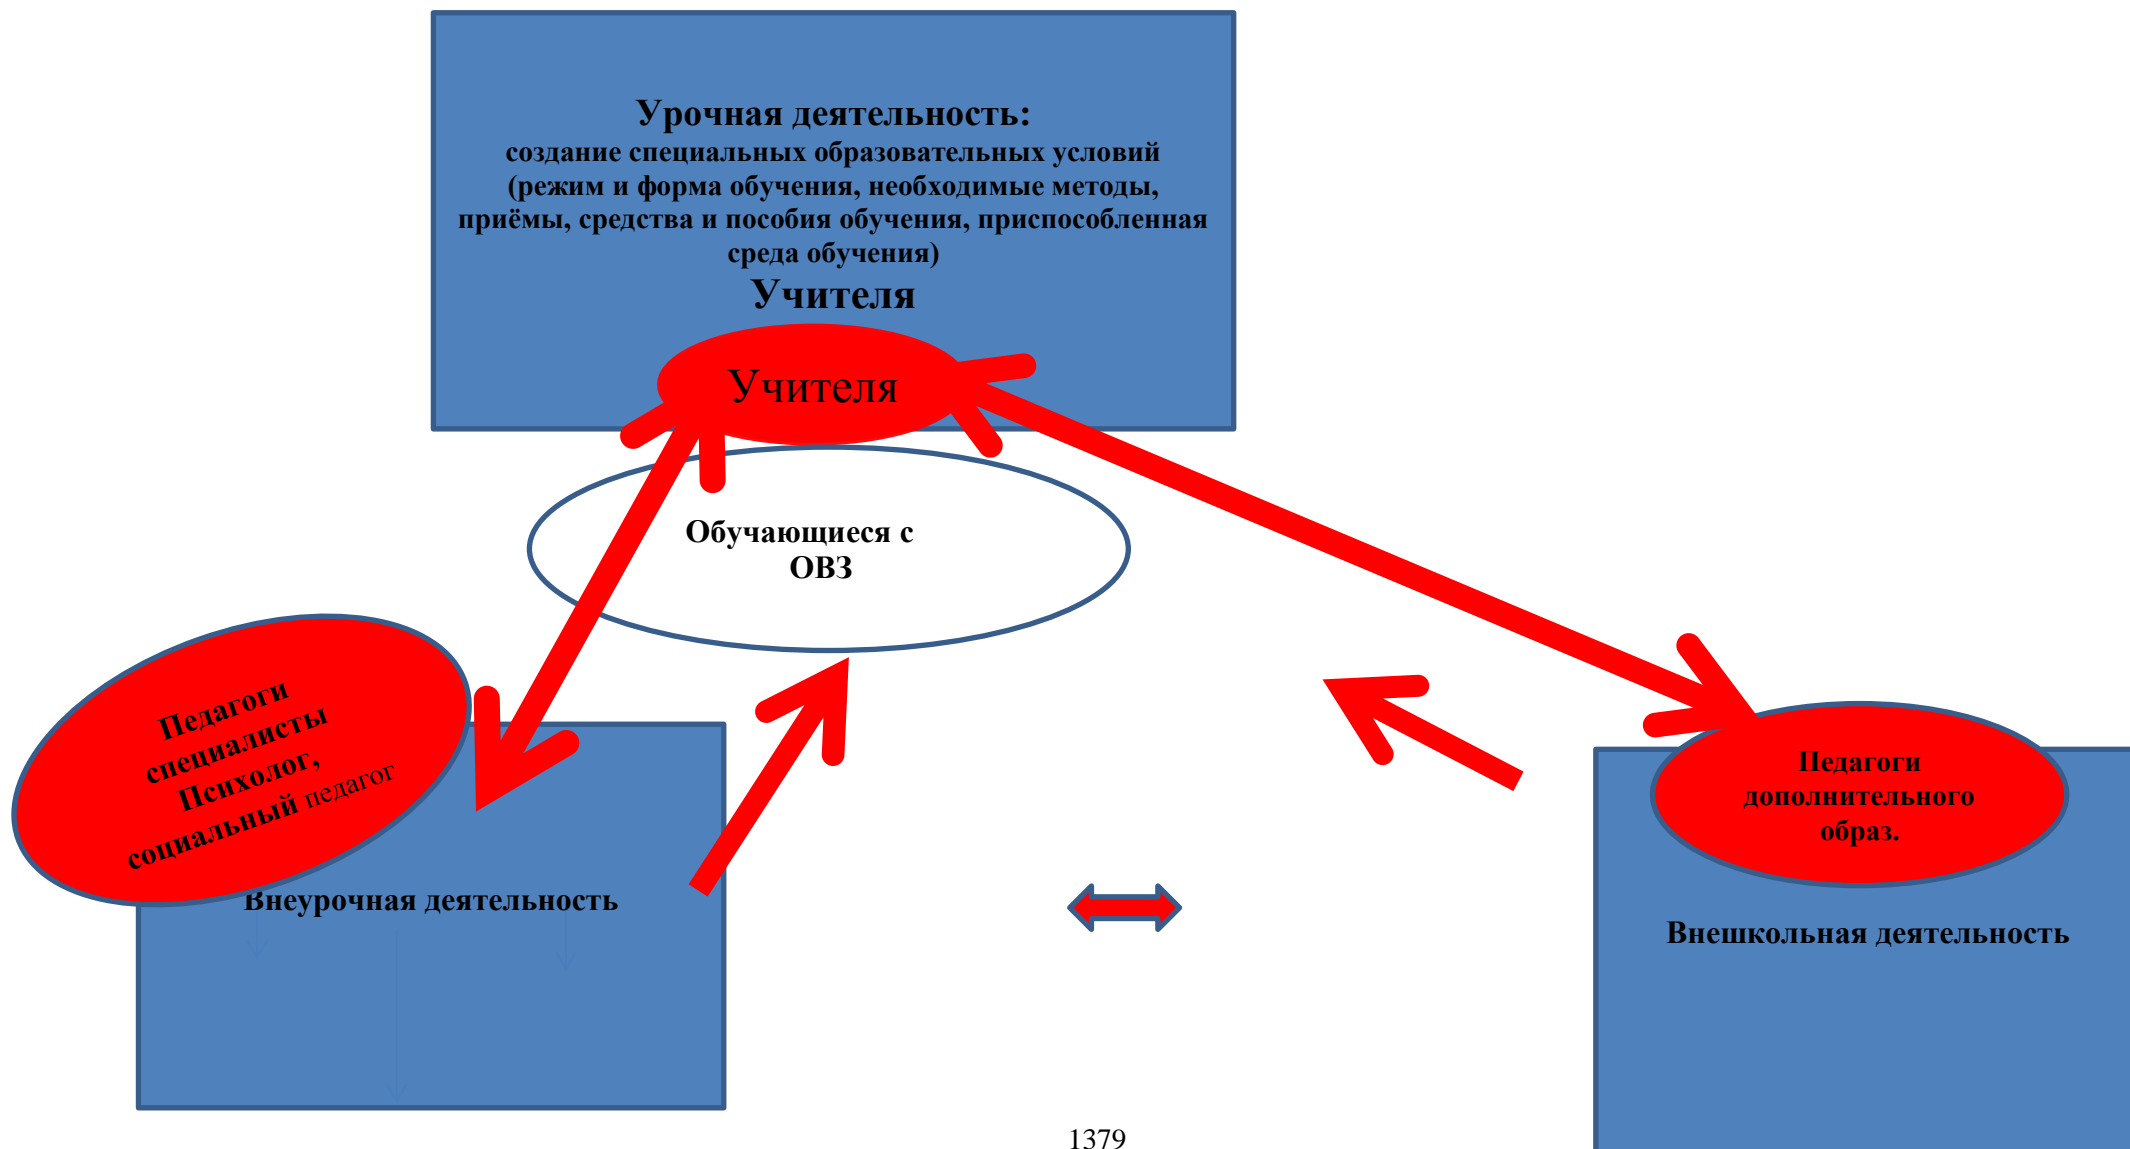 Урочная деятельность:
создание специальных образовательных условий
(режим и форма обучения, необходимые методы,
приёмы, средства и пособия обучения, приспособленная
среда обучения)
Учителя
Учителя
Обучающиеся с
ОВЗ
Педагоги
специалисты
Психолог,
социальный педагог
Внеурочная деятельность
Педагоги
дополнительного
образ.
Внешкольная деятельность
1379